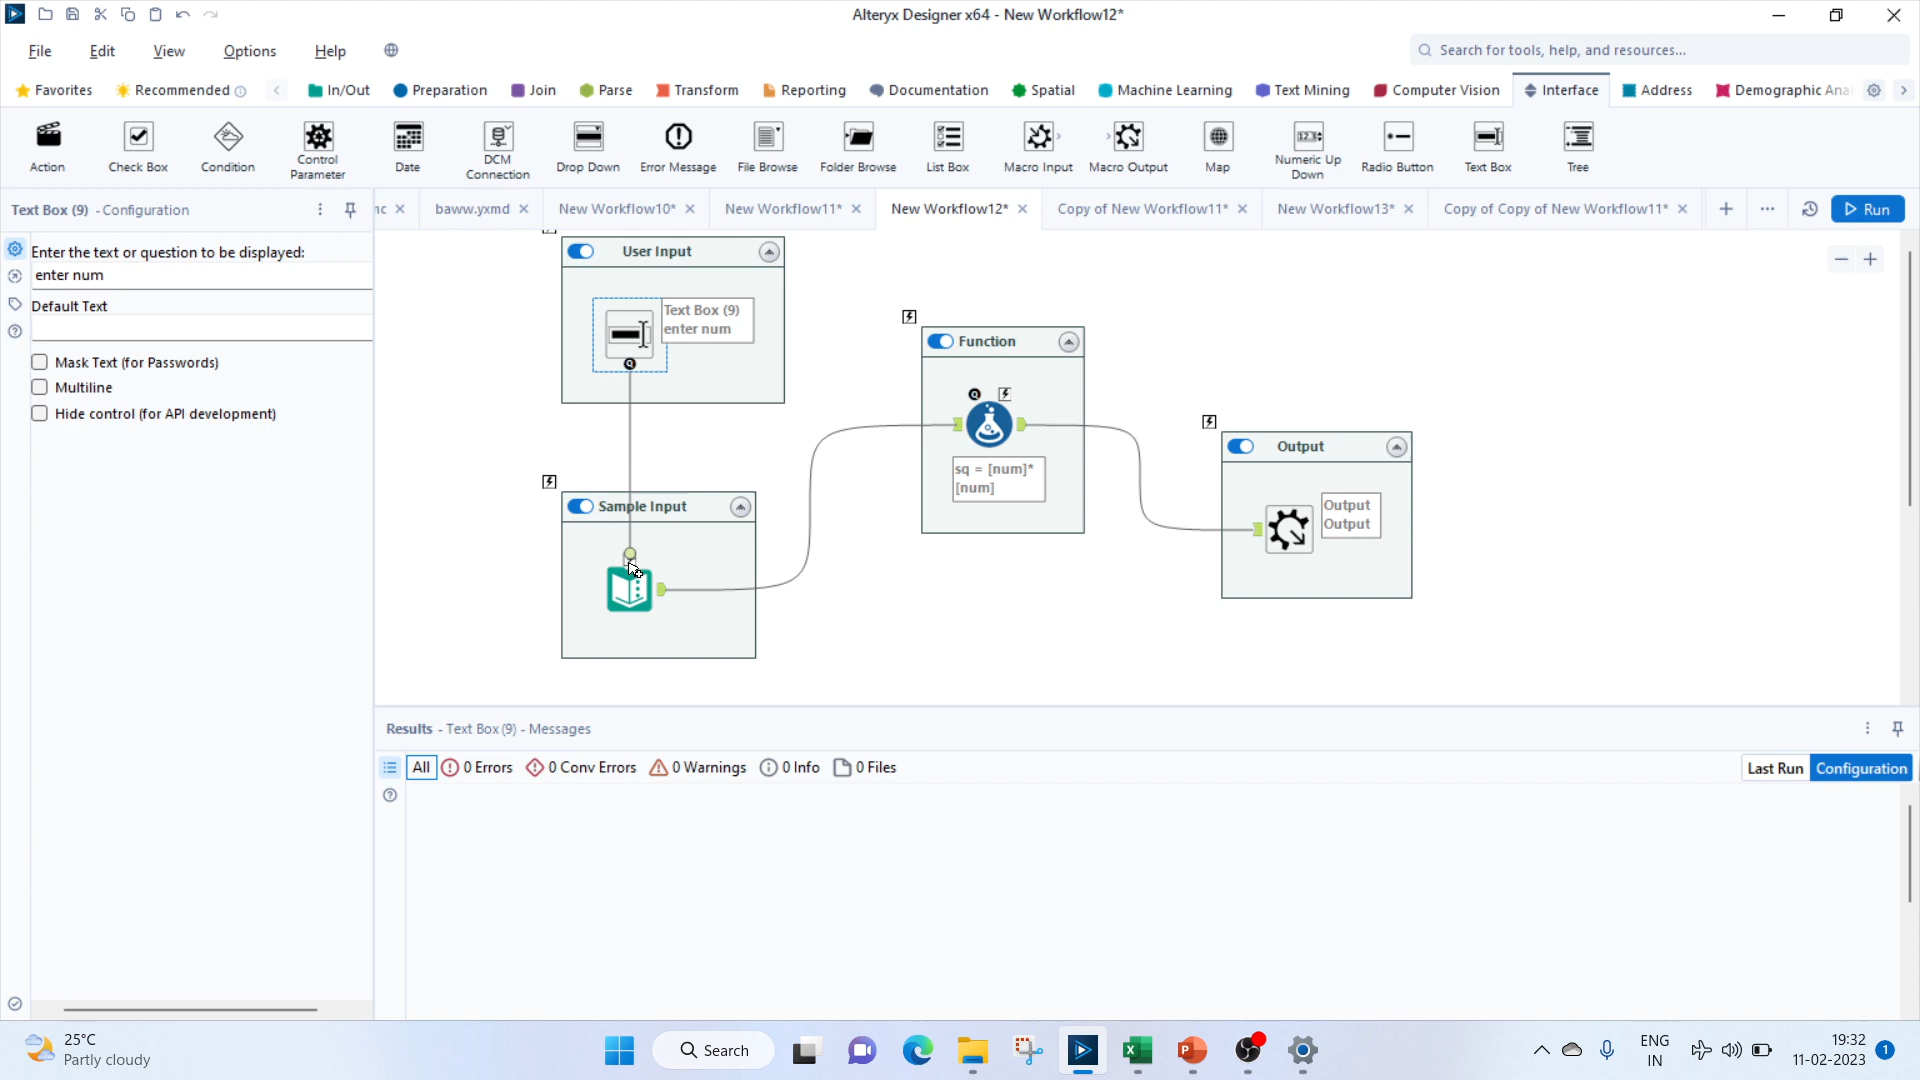 Alteryx Designer x64 - New Workflow12*
File Edit View Options Help
Search for tools, help, and resources...
Favorites Recommended In/Out Preparation Join Parse Transform Reporting Documentation Spatial Machine Learning Text Mining Computer Vision Interface Address Demographic Ana
Action Check Box Condition Control Parameter Date DCM Connection Drop Down Error Message File Browse Folder Browse List Box Macro Input Macro Output Map Numeric Up Down Radio Button Text Box Tree
Text Box (9) - Configuration
nc baww.yxmd New Workflow10* New Workflow11* New Workflow12* Copy of New Workflow11* New Workflow13* Copy of Copy of New Workflow11* Run
Enter the text or question to be displayed:
enter num
Default Text
Mask Text (for Passwords)
Multiline
Hide control (for API development)
User Input
Text Box (9)
enter num
Sample Input
Function
sq = [num]*
[num]
Output
Output
Output
Results - Text Box (9) - Messages
All 0 Errors 0 Conv Errors 0 Warnings 0 Info 0 Files
Last Run Configuration
25°C
Partly cloudy
Search
ENG
IN
19:32
11-02-2023
1